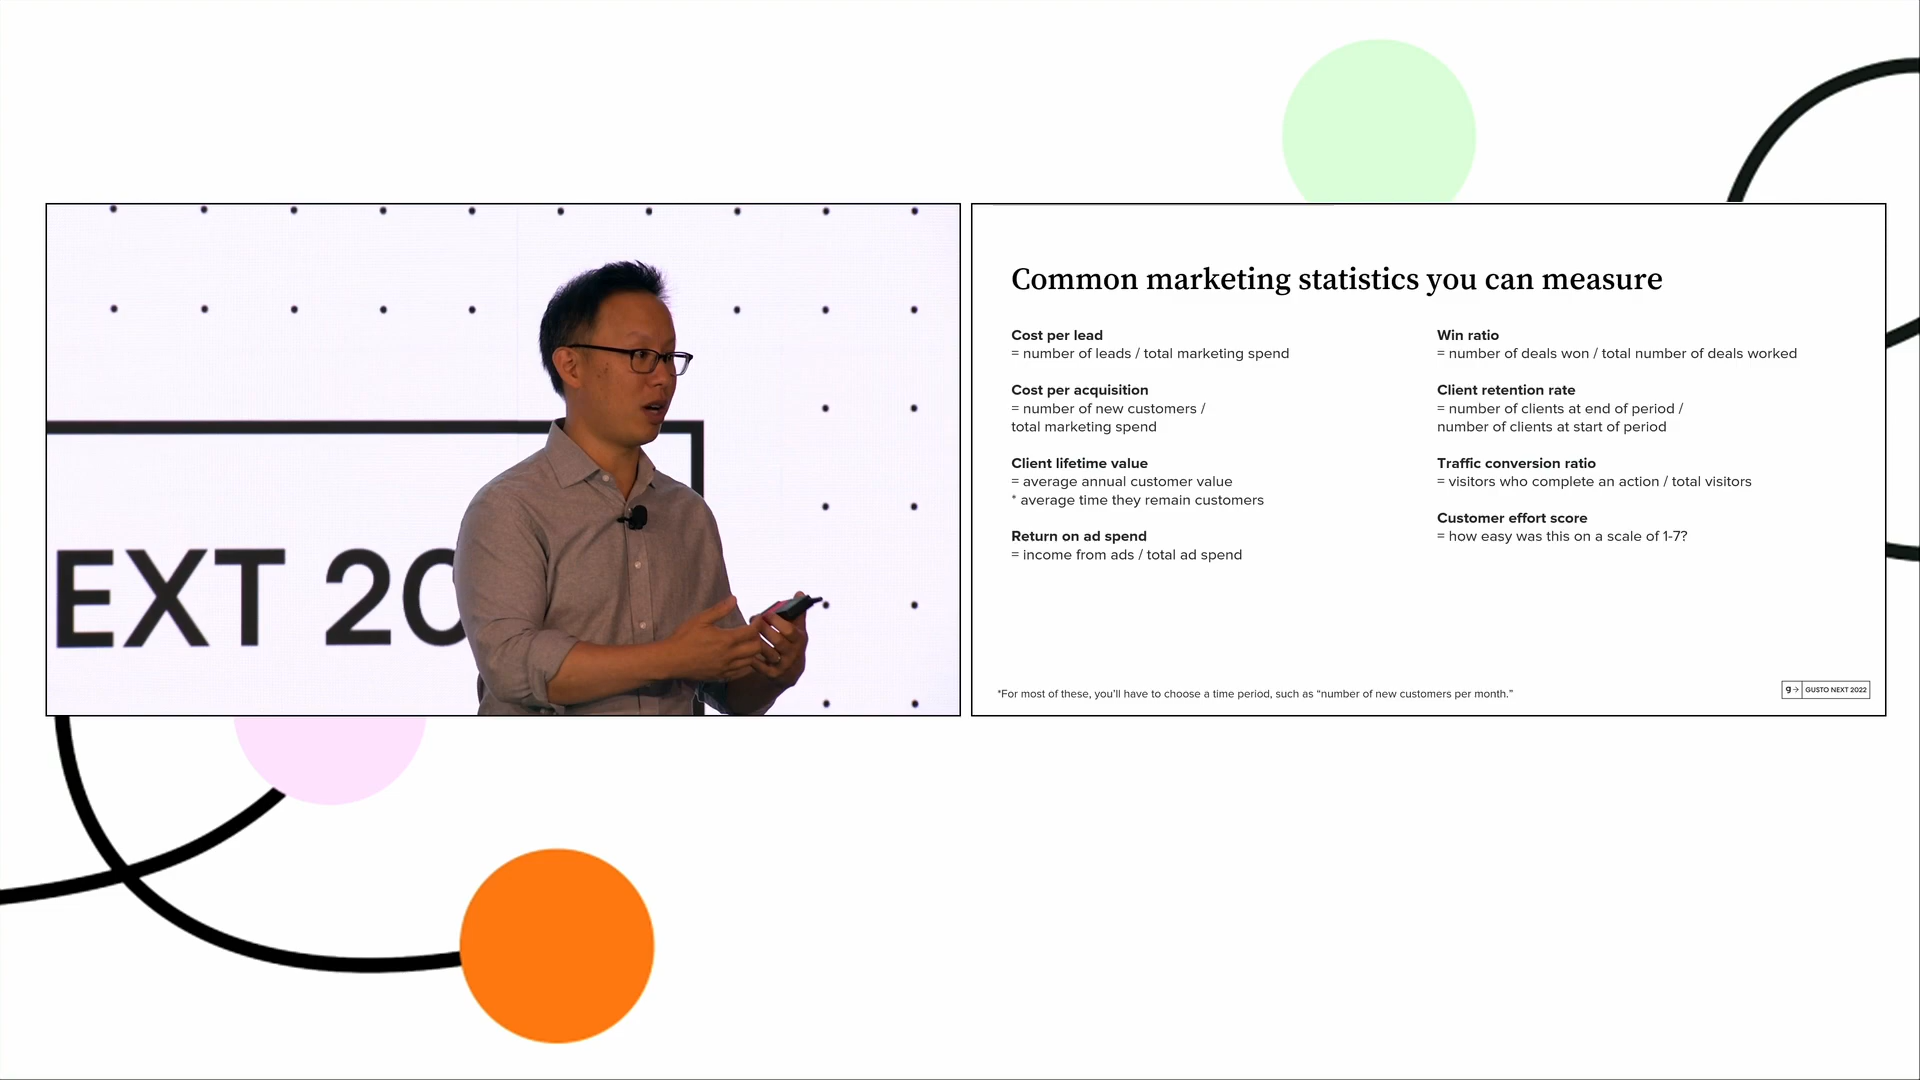 EXT 20
Common marketing statistics you can measure
Cost per lead
= number of leads / total marketing spend
Cost per acquisition
= number of new customers /
total marketing spend
Client lifetime value
= average annual customer value
* average time they remain customers
Return on ad spend
= income from ads / total ad spend
Win ratio
= number of deals won / total number of deals worked
Client retention rate
= number of clients at end of period /
number of clients at start of period
Traffic conversion ratio
= visitors who complete an action / total visitors
Customer effort score
= how easy was this on a scale of 1-7?
*For most of these, you’ll have to choose a time period, such as “number of new customers per month.”
g → GUSTO NEXT 2022